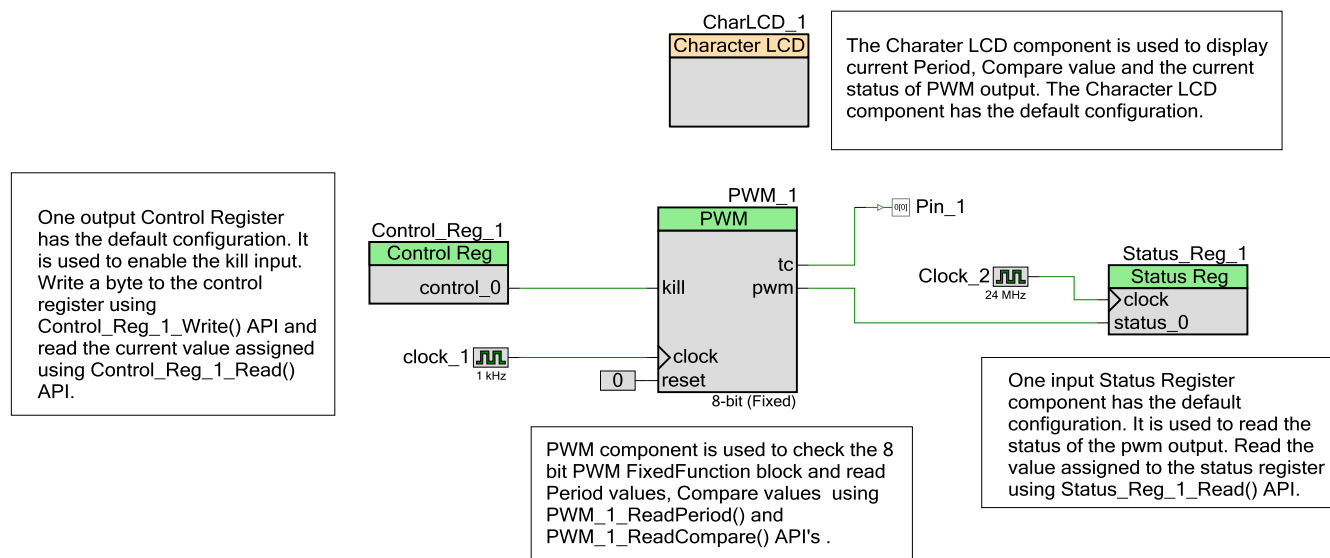 CharLCD_1
Character LCD
The Charater LCD component is used to display
current Period, Compare value and the current
status of PWM output. The Character LCD
component has the default configuration.
One output Control Register
has the default configuration. It
is used to enable the kill input.
Write a byte to the control
register using
Control_Reg_1_Write() API and
read the current value assigned
using Control_Reg_1_Read()
API.
Control_Reg_1
Control Reg
control_0
clock_1
1 kHz
0
PWM_1
PWM
tc
kill
pwm
clock
reset
8-bit (Fixed)
0[0] Pin_1
Clock_2
24 MHz
Status_Reg_1
Status Reg
clock
status_0
PWM component is used to check the 8
bit PWM FixedFunction block and read
Period values, Compare values using
PWM_1_ReadPeriod() and
PWM_1_ReadCompare() API's .
One input Status Register
component has the default
configuration. It is used to read the
status of the pwm output. Read the
value assigned to the status register
using Status_Reg_1_Read() API.